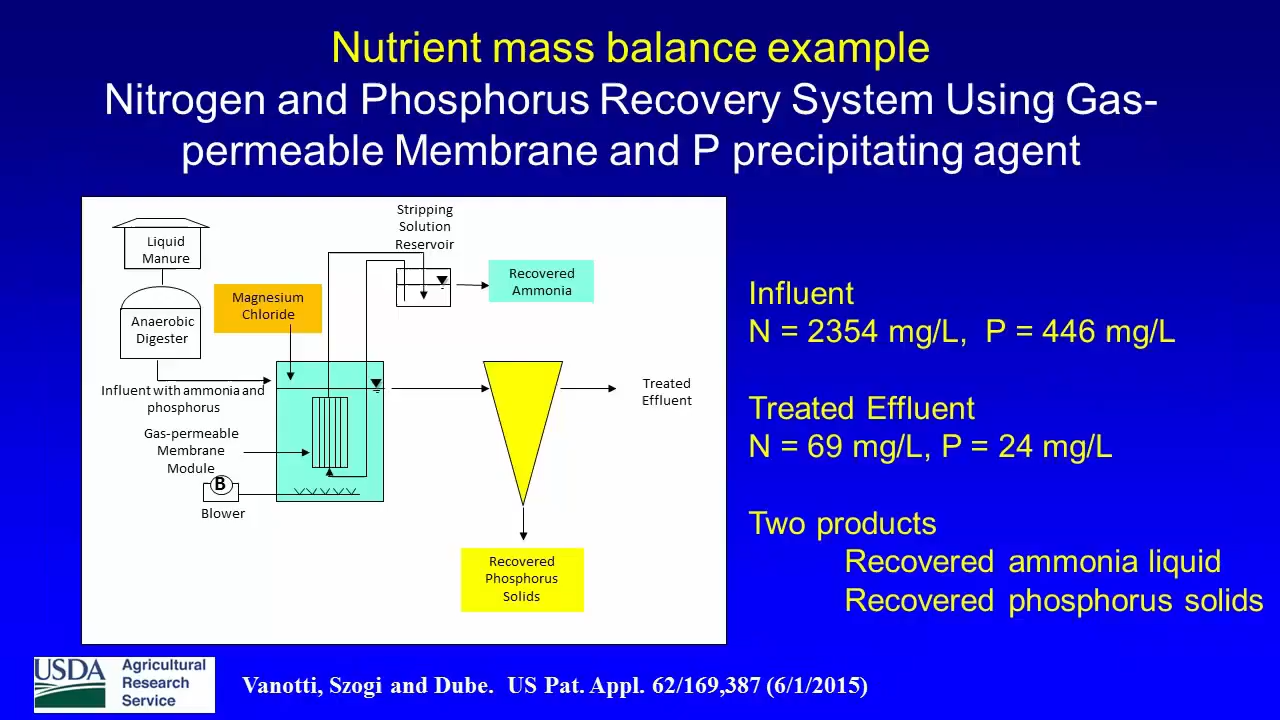 Nutrient mass balance example
Nitrogen and Phosphorus Recovery System Using Gas-
permeable Membrane and P precipitating agent
Stripping
Solution
Reservoir
Liquid
Manure
Recovered
Ammonia
Magnesium
Chloride
Anaerobic
Digester
Influent with ammonia and
phosphorus
Treated
Effluent
Gas-permeable
Membrane
Module
B
Blower
Recovered
Phosphorus
Solids
Influent
N = 2354 mg/L, P = 446 mg/L
Treated Effluent
N = 69 mg/L, P = 24 mg/L
Two products
Recovered ammonia liquid
Recovered phosphorus solids
USDA
Agricultural
Research
Service
Vanotti, Szogi and Dube. US Pat. Appl. 62/169,387 (6/1/2015)